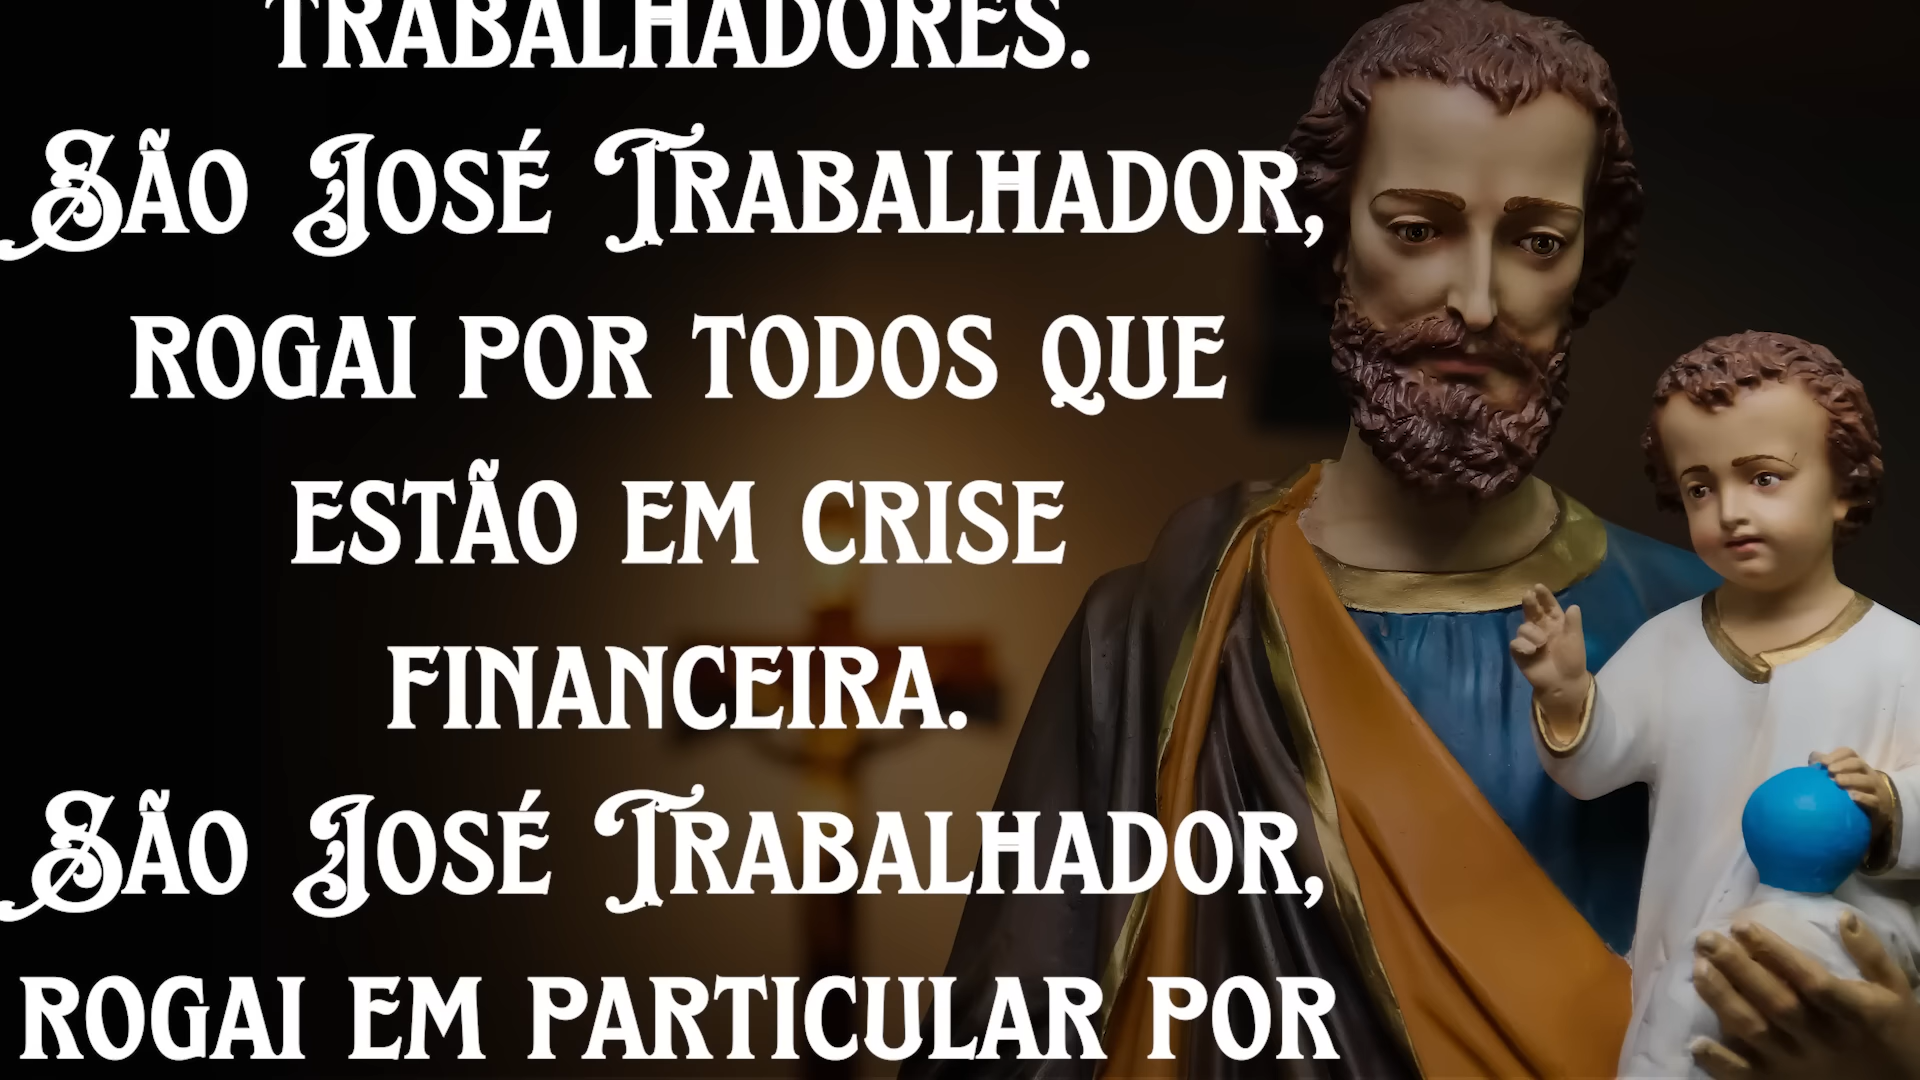 TRABALHADORES.
SÃO JOSÉ TRABALHADOR,
ROGAI POR TODOS QUE
ESTÃO EM CRISE
FINANCEIRA.
SÃO JOSÉ TRABALHADOR,
ROGAI EM PARTICULAR POR